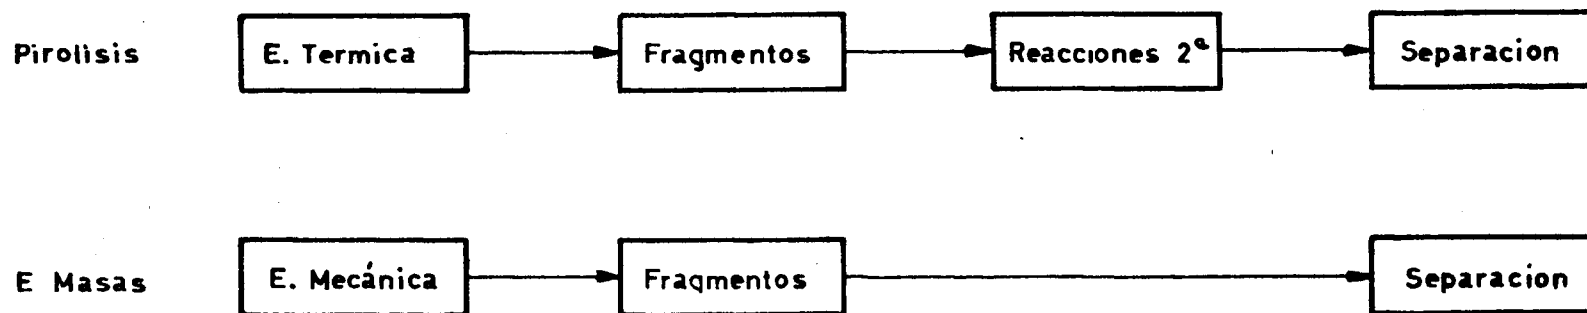 Pirolisis E. Termica Fragmentos Reacciones 2ª Separacion
E Masas E. Mecánica Fragmentos Separacion